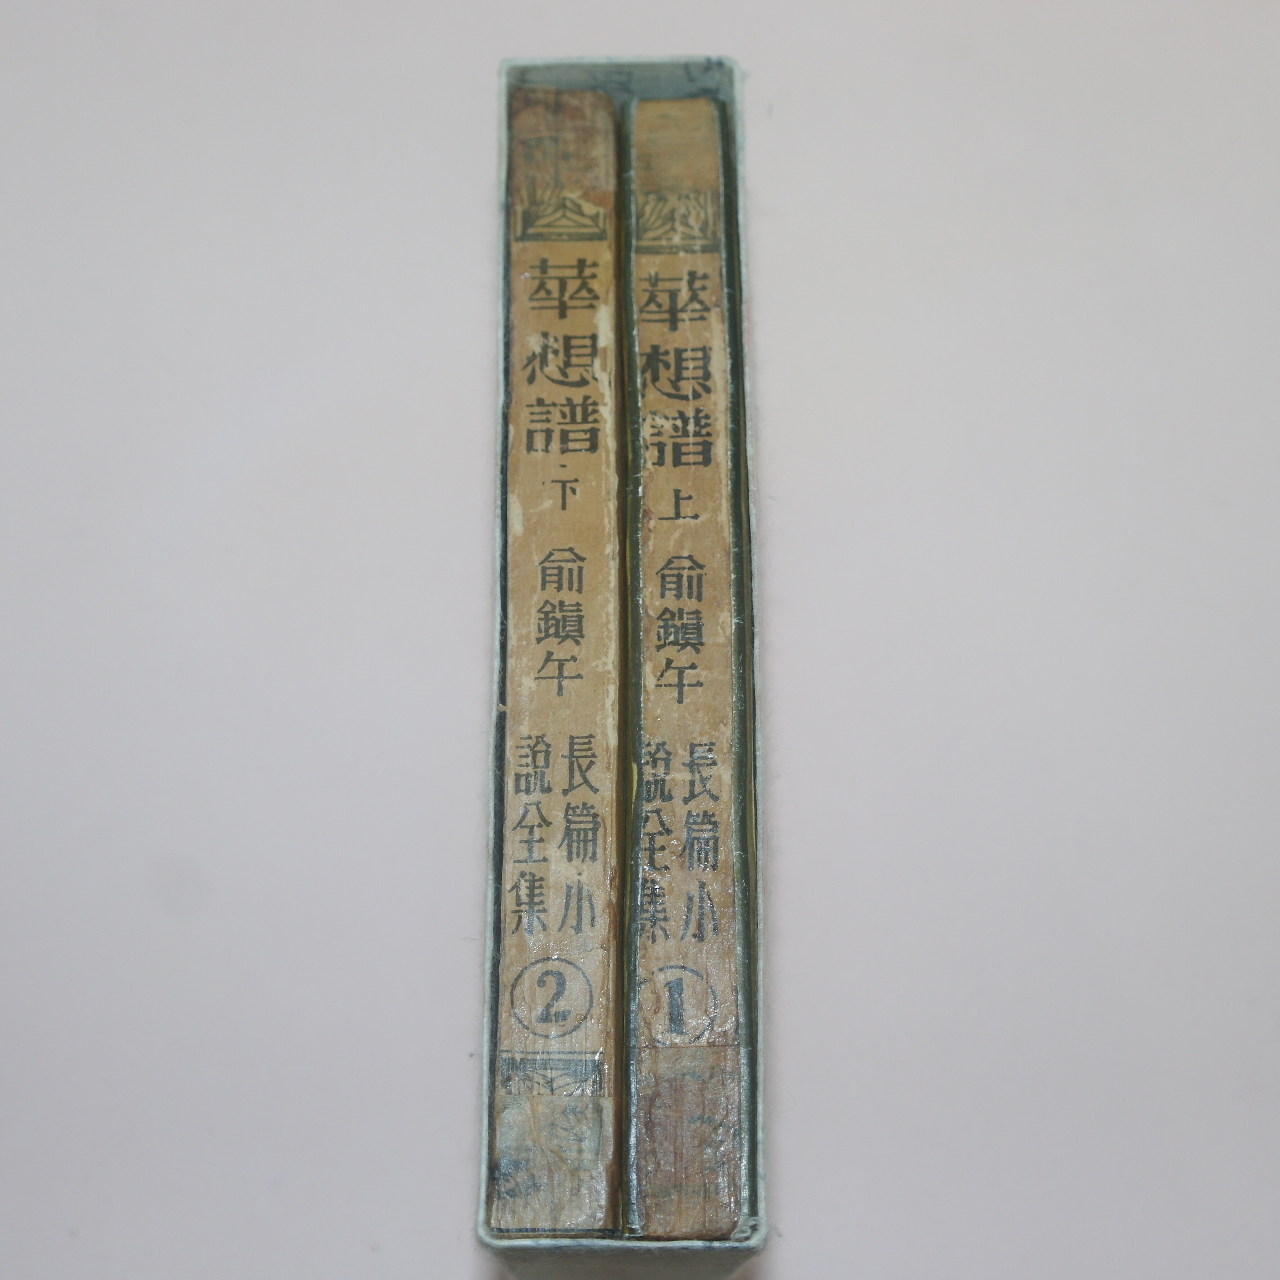 華想譜 上 俞鎭午
長篇小
說全集
1
華想譜 下 俞鎭午
長篇小
說全集
2